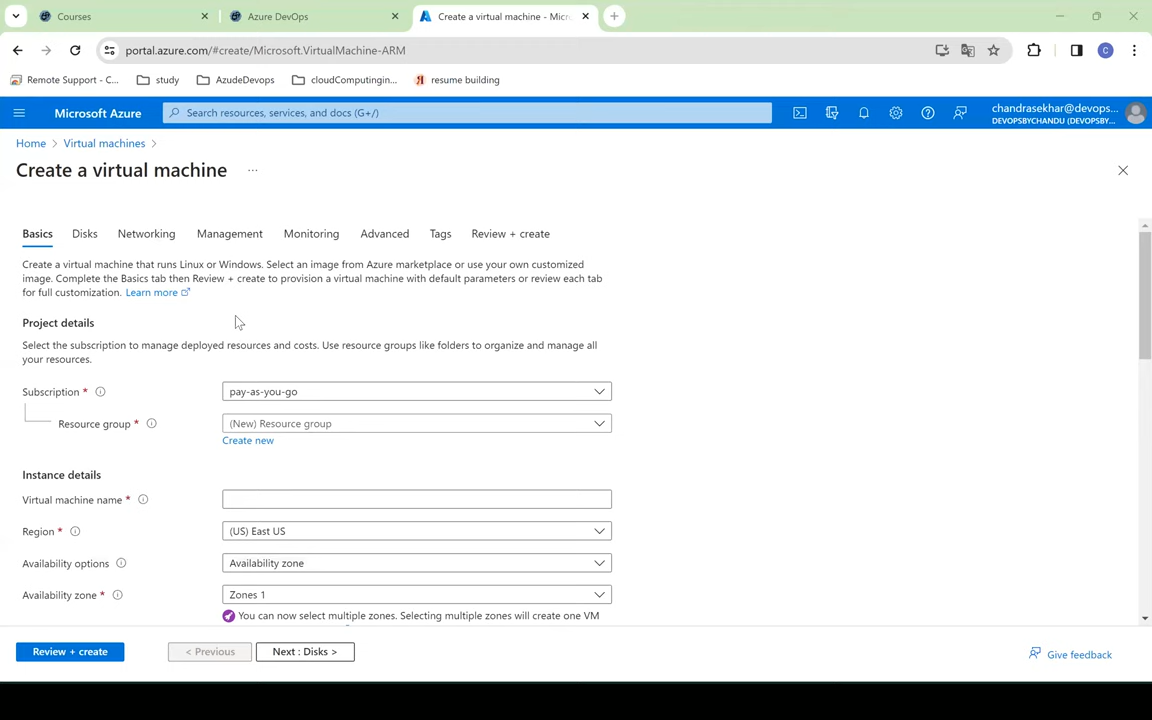 Courses
Azure DevOps
Create a virtual machine - Micr
portal.azure.com/#create/Microsoft.VirtualMachine-ARM
C
Remote Support - C...
study
AzudeDevops
cloudComputingin...
resume building
Microsoft Azure
Search resources, services, and docs (G+/)
chandrasekhar@devops...
DEVOPSBYCHANDU (DEVOPSBY...
Home > Virtual machines >
Create a virtual machine ...
Basics
Disks
Networking
Management
Monitoring
Advanced
Tags
Review + create
Create a virtual machine that runs Linux or Windows. Select an image from Azure marketplace or use your own customized
image. Complete the Basics tab then Review + create to provision a virtual machine with default parameters or review each tab
for full customization. Learn more
Project details
Select the subscription to manage deployed resources and costs. Use resource groups like folders to organize and manage all
your resources.
Subscription *
pay-as-you-go
Resource group *
(New) Resource group
Create new
Instance details
Virtual machine name *
Region *
(US) East US
Availability options
Availability zone
Availability zone *
Zones 1
You can now select multiple zones. Selecting multiple zones will create one VM
Review + create
< Previous
Next : Disks >
Give feedback